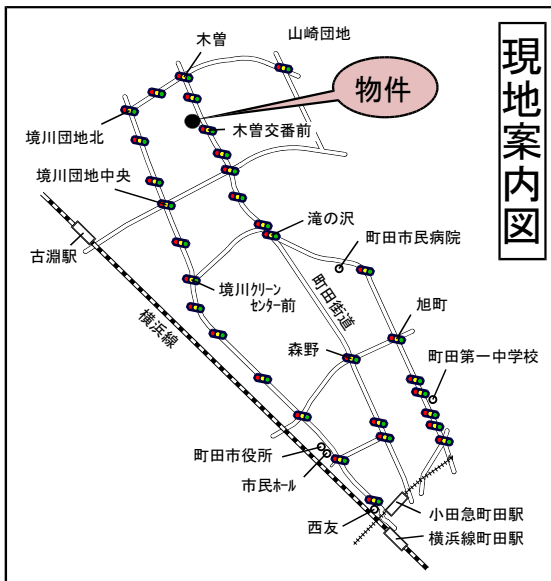 現地案内図
木曽
山崎団地
物件
境川団地北
木曽交番前
境川団地中央
滝の沢
町田市民病院
古淵駅
町田街道
境川ｸﾘｰﾝ
ｾﾝﾀｰ前
旭町
横浜線
森野
町田第一中学校
町田市役所
市民ﾎｰﾙ
西友
小田急町田駅
横浜線町田駅